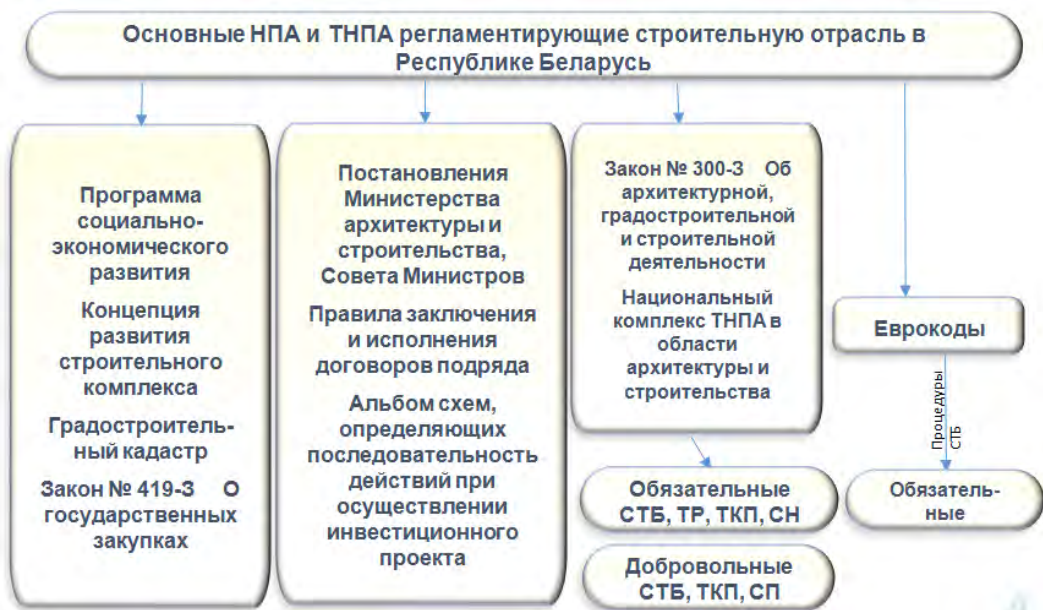 Основные НПА и ТНПА регламентирующие строительную отрасль в
Республике Беларусь
Программа
социально-
экономического
развития
Концепция
развития
строительного
комплекса
Градостроитель-
ный кадастр
Закон № 419-З О
государственных
закупках
Постановления
Министерства
архитектуры и
строительства,
Совета Министров
Правила заключения
и исполнения
договоров подряда
Альбом схем,
определяющих
последовательность
действий при
осуществлении
инвестиционного
проекта
Закон № 300-З Об
архитектурной,
градостроительной
и строительной
деятельности
Национальный
комплекс ТНПА в
области
архитектуры и
строительства
Обязательные
СТБ, ТР, ТКП, СН
Добровольные
СТБ, ТКП, СП
Еврокоды
Процедуры
СТБ
Обязатель-
ные